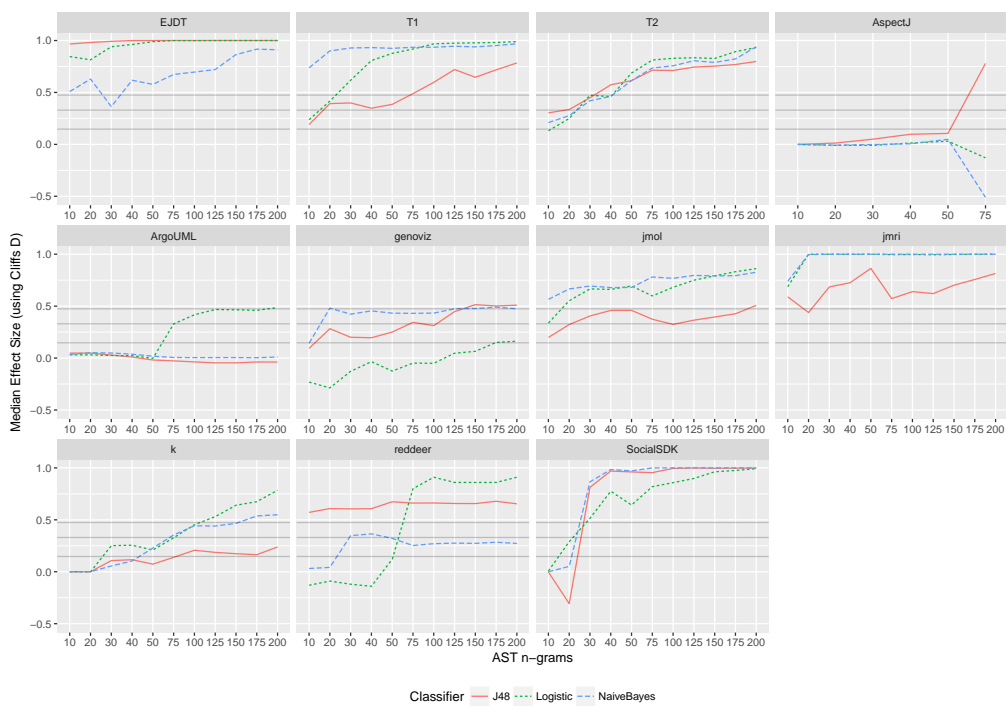 EJDT T1 T2 AspectJ
1.0
0.5
0.0
−0.5
10 20 30 40 50 75 100 125 150 175 200 10 20 30 40 50 75 100 125 150 175 200 10 20 30 40 50 75 100 125 150 175 200 10 20 30 40 50 75
ArgoUML genoviz jmol jmri
1.0
0.5
0.0
−0.5
10 20 30 40 50 75 100 125 150 175 200 10 20 30 40 50 75 100 125 150 175 200 10 20 30 40 50 75 100 125 150 175 200 10 20 30 40 50 75 100 125 150 175 200
k reddeer SocialSDK
1.0
0.5
0.0
−0.5
10 20 30 40 50 75 100 125 150 175 200 10 20 30 40 50 75 100 125 150 175 200 10 20 30 40 50 75 100 125 150 175 200
Median Effect Size (using Cliffs D)
AST n−grams
Classifier J48 Logistic NaiveBayes